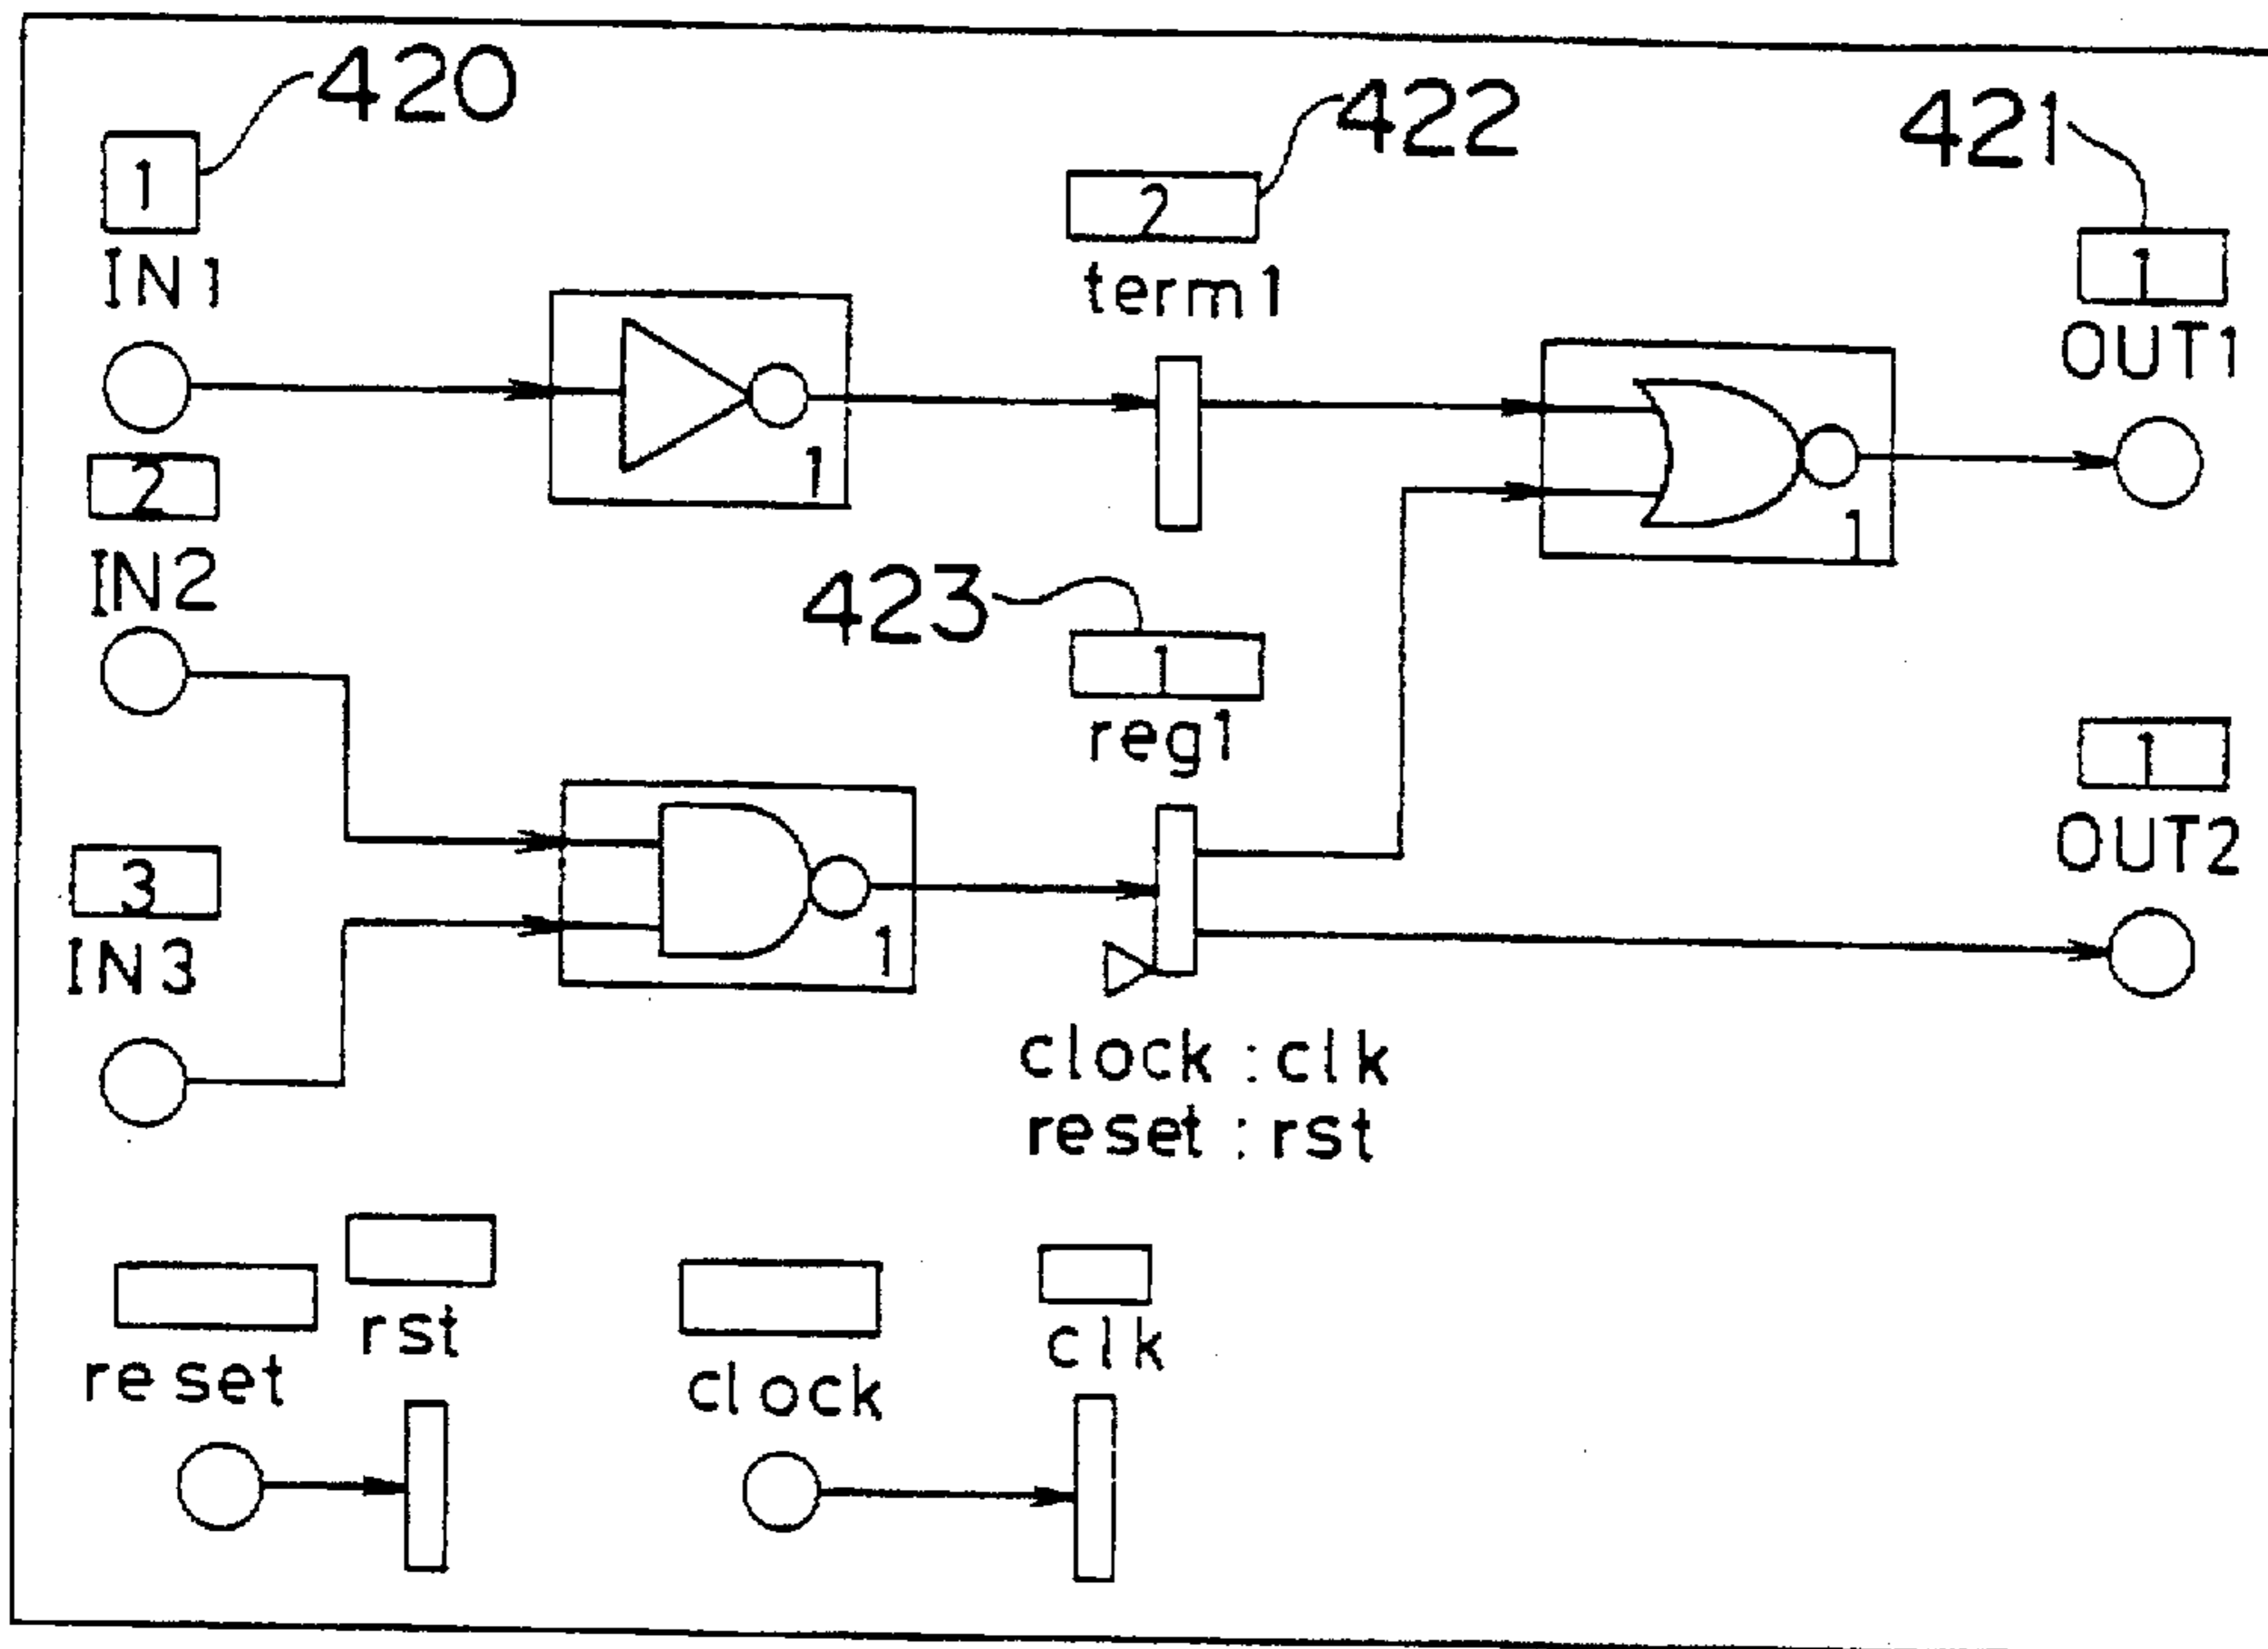 420
422
421
1
IN1
2
term1
1
OUT1
1
1
2
IN2
423
1
reg1
1
OUT2
3
IN3
1
clock : clk
reset : rst
reset
rst
clock
clk